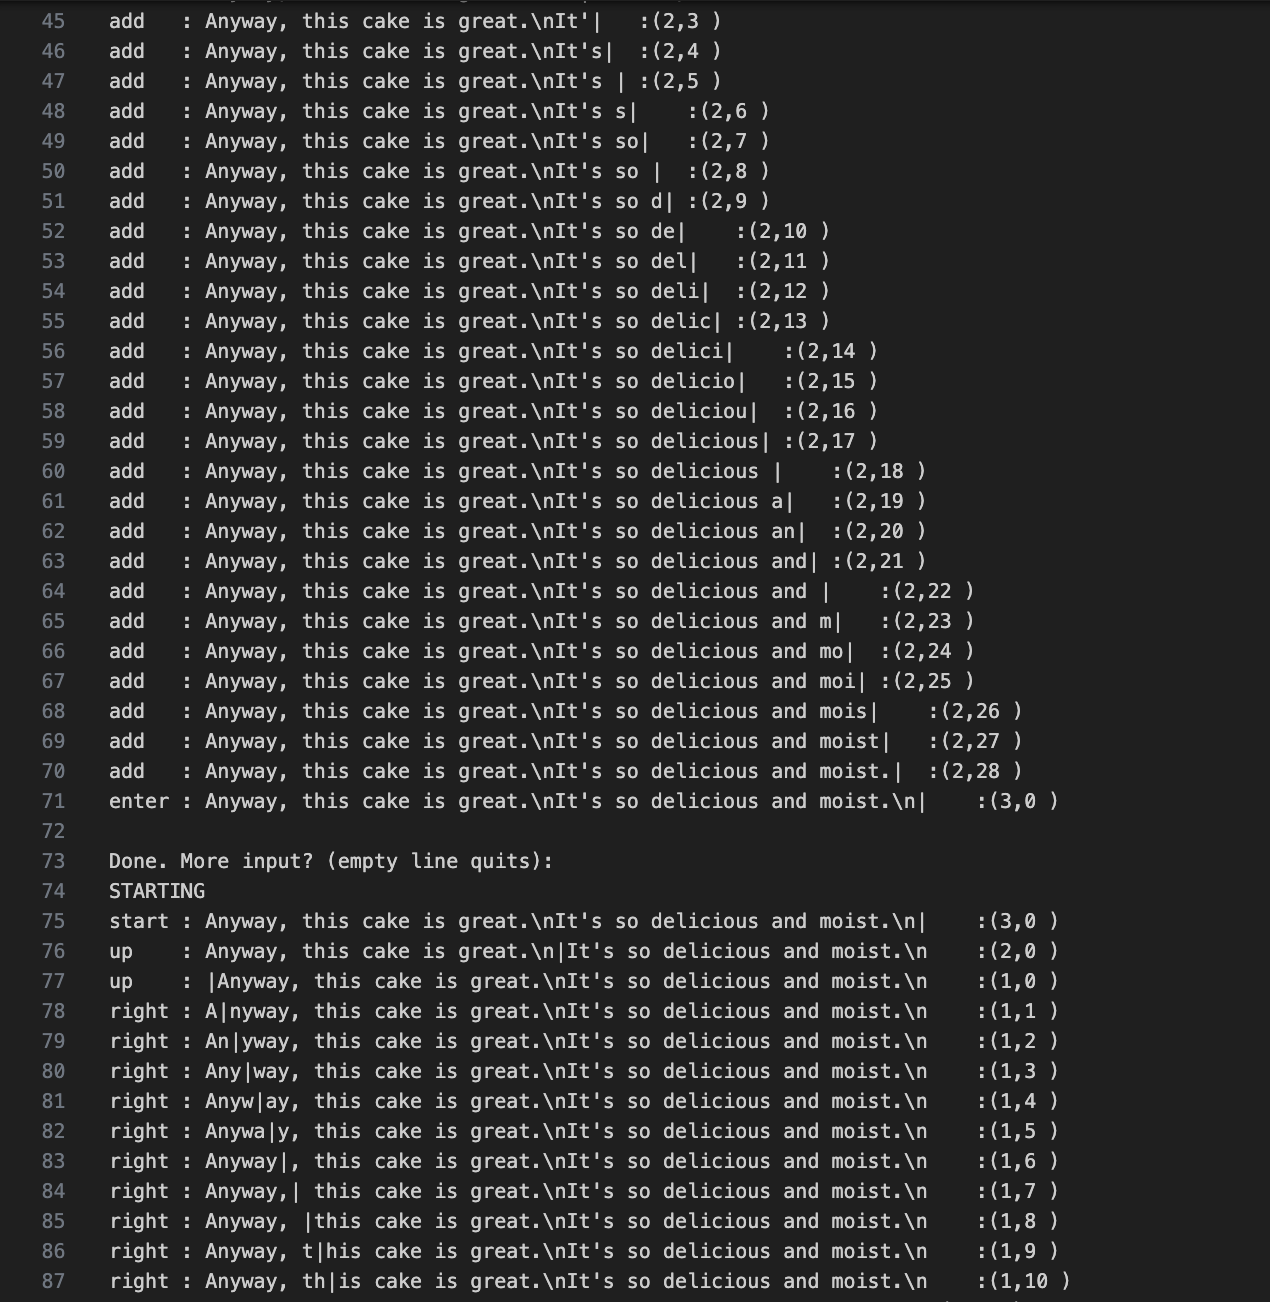 45 add   : Anyway, this cake is great.\nIt'|   :(2,3 )
46 add   : Anyway, this cake is great.\nIt's|  :(2,4 )
47 add   : Anyway, this cake is great.\nIt's | :(2,5 )
48 add   : Anyway, this cake is great.\nIt's s|    :(2,6 )
49 add   : Anyway, this cake is great.\nIt's so|   :(2,7 )
50 add   : Anyway, this cake is great.\nIt's so |  :(2,8 )
51 add   : Anyway, this cake is great.\nIt's so d| :(2,9 )
52 add   : Anyway, this cake is great.\nIt's so de|    :(2,10 )
53 add   : Anyway, this cake is great.\nIt's so del|   :(2,11 )
54 add   : Anyway, this cake is great.\nIt's so deli|  :(2,12 )
55 add   : Anyway, this cake is great.\nIt's so delic| :(2,13 )
56 add   : Anyway, this cake is great.\nIt's so delici|    :(2,14 )
57 add   : Anyway, this cake is great.\nIt's so delicio|   :(2,15 )
58 add   : Anyway, this cake is great.\nIt's so deliciou|  :(2,16 )
59 add   : Anyway, this cake is great.\nIt's so delicious| :(2,17 )
60 add   : Anyway, this cake is great.\nIt's so delicious |    :(2,18 )
61 add   : Anyway, this cake is great.\nIt's so delicious a|   :(2,19 )
62 add   : Anyway, this cake is great.\nIt's so delicious an|  :(2,20 )
63 add   : Anyway, this cake is great.\nIt's so delicious and| :(2,21 )
64 add   : Anyway, this cake is great.\nIt's so delicious and |    :(2,22 )
65 add   : Anyway, this cake is great.\nIt's so delicious and m|   :(2,23 )
66 add   : Anyway, this cake is great.\nIt's so delicious and mo|  :(2,24 )
67 add   : Anyway, this cake is great.\nIt's so delicious and moi| :(2,25 )
68 add   : Anyway, this cake is great.\nIt's so delicious and mois|    :(2,26 )
69 add   : Anyway, this cake is great.\nIt's so delicious and moist|   :(2,27 )
70 add   : Anyway, this cake is great.\nIt's so delicious and moist.|  :(2,28 )
71 enter : Anyway, this cake is great.\nIt's so delicious and moist.\n|    :(3,0 )
72
73 Done. More input? (empty line quits):
74 STARTING
75 start : Anyway, this cake is great.\nIt's so delicious and moist.\n|    :(3,0 )
76 up    : Anyway, this cake is great.\n|It's so delicious and moist.\n    :(2,0 )
77 up    : |Anyway, this cake is great.\nIt's so delicious and moist.\n    :(1,0 )
78 right : A|nyway, this cake is great.\nIt's so delicious and moist.\n    :(1,1 )
79 right : An|yway, this cake is great.\nIt's so delicious and moist.\n    :(1,2 )
80 right : Any|way, this cake is great.\nIt's so delicious and moist.\n    :(1,3 )
81 right : Anyw|ay, this cake is great.\nIt's so delicious and moist.\n    :(1,4 )
82 right : Anywa|y, this cake is great.\nIt's so delicious and moist.\n    :(1,5 )
83 right : Anyway|, this cake is great.\nIt's so delicious and moist.\n    :(1,6 )
84 right : Anyway,| this cake is great.\nIt's so delicious and moist.\n    :(1,7 )
85 right : Anyway, |this cake is great.\nIt's so delicious and moist.\n    :(1,8 )
86 right : Anyway, t|his cake is great.\nIt's so delicious and moist.\n    :(1,9 )
87 right : Anyway, th|is cake is great.\nIt's so delicious and moist.\n    :(1,10 )